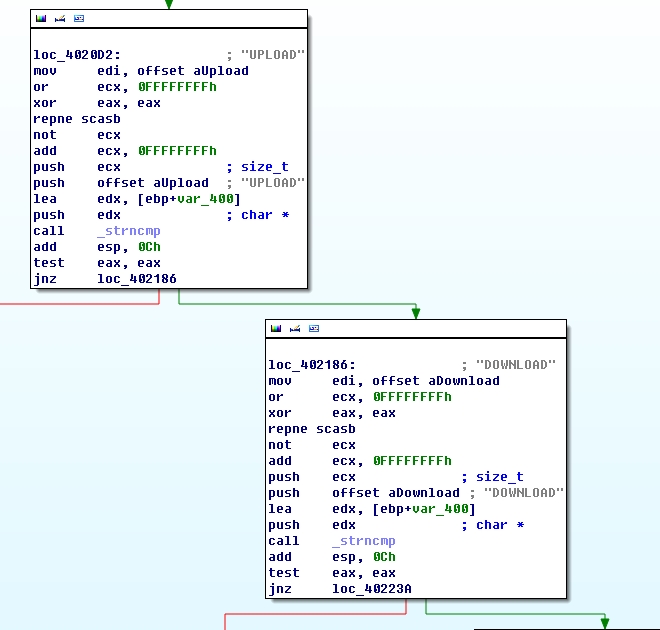 loc_4020D2: ; "UPLOAD"
mov edi, offset aUpload
or ecx, 0FFFFFFFFh
xor eax, eax
repne scasb
not ecx
add ecx, 0FFFFFFFFh
push ecx ; size_t
push offset aUpload ; "UPLOAD"
lea edx, [ebp+var_400]
push edx ; char *
call _strncmp
add esp, 0Ch
test eax, eax
jnz loc_402186
loc_402186: ; "DOWNLOAD"
mov edi, offset aDownload
or ecx, 0FFFFFFFFh
xor eax, eax
repne scasb
not ecx
add ecx, 0FFFFFFFFh
push ecx ; size_t
push offset aDownload ; "DOWNLOAD"
lea edx, [ebp+var_400]
push edx ; char *
call _strncmp
add esp, 0Ch
test eax, eax
jnz loc_40223A